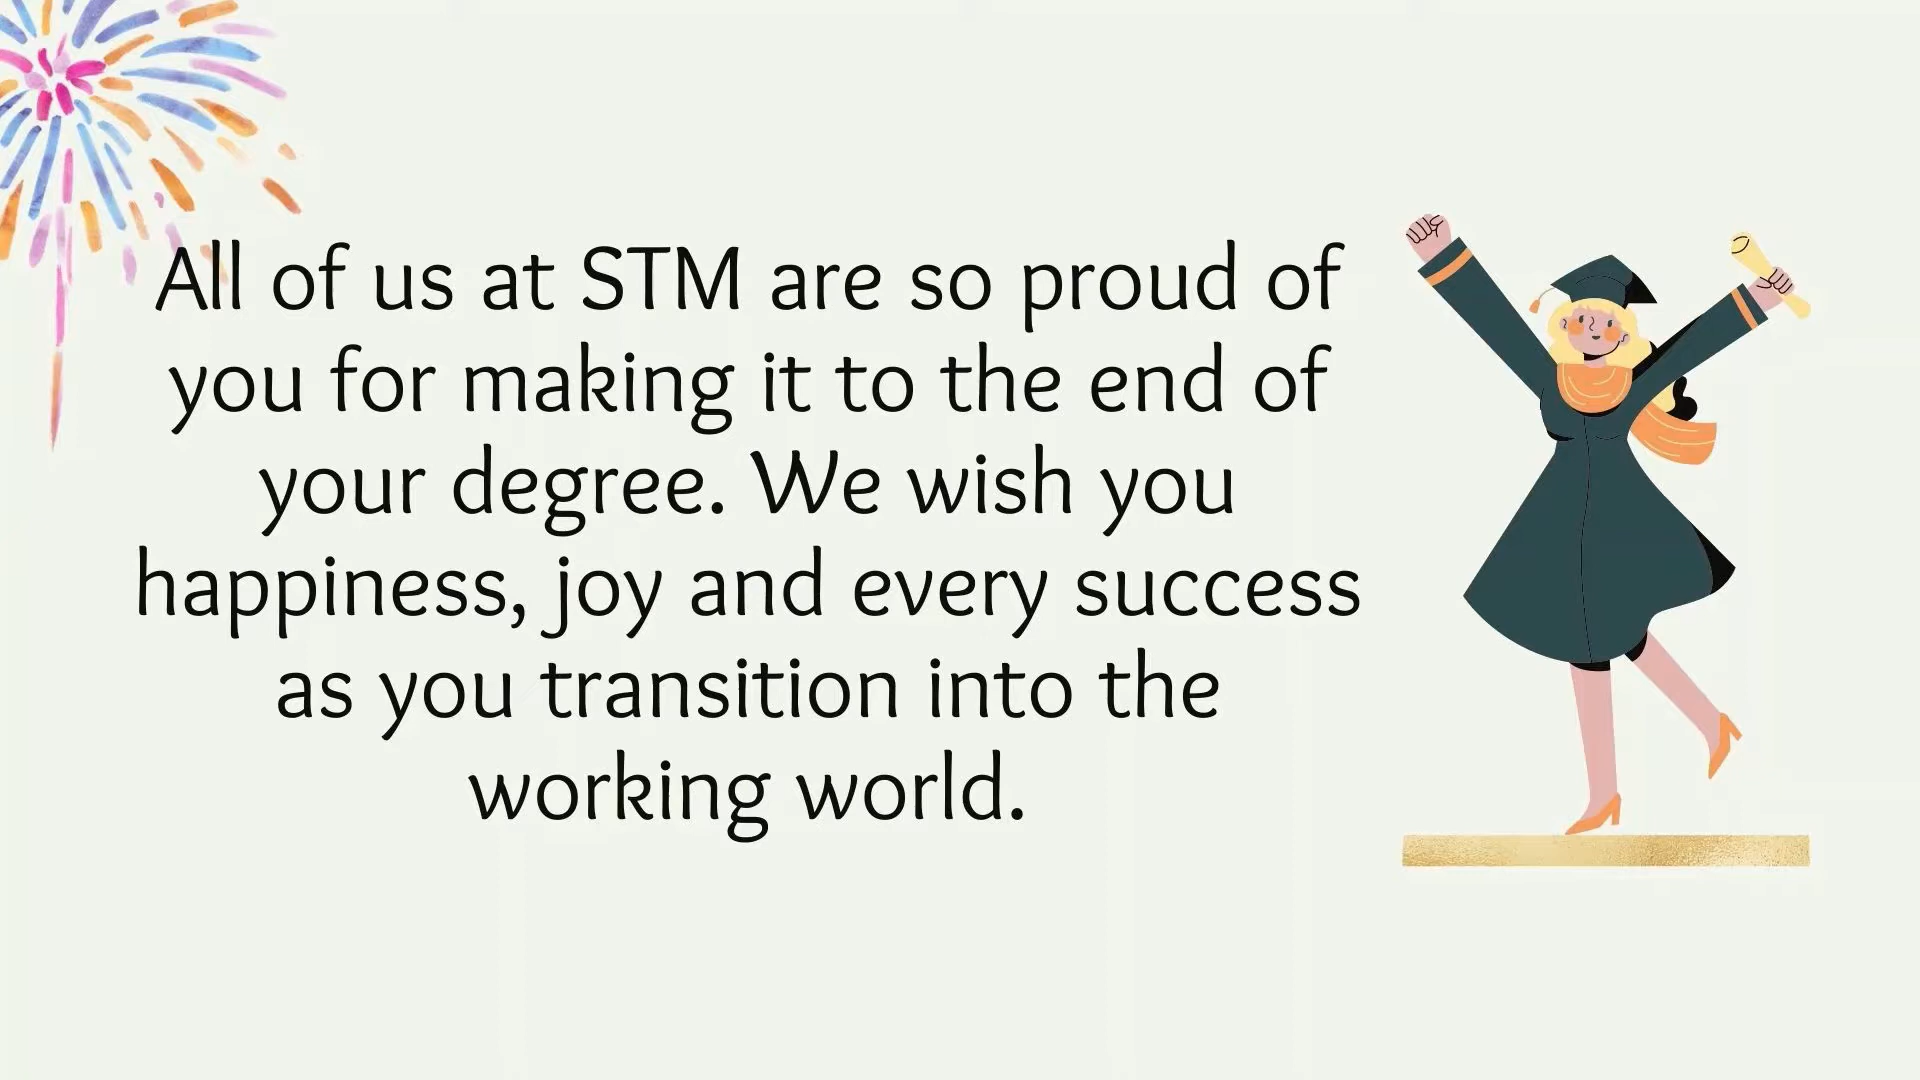 All of us at STM are so proud of
you for making it to the end of
your degree. We wish you
happiness, joy and every success
as you transition into the
working world.